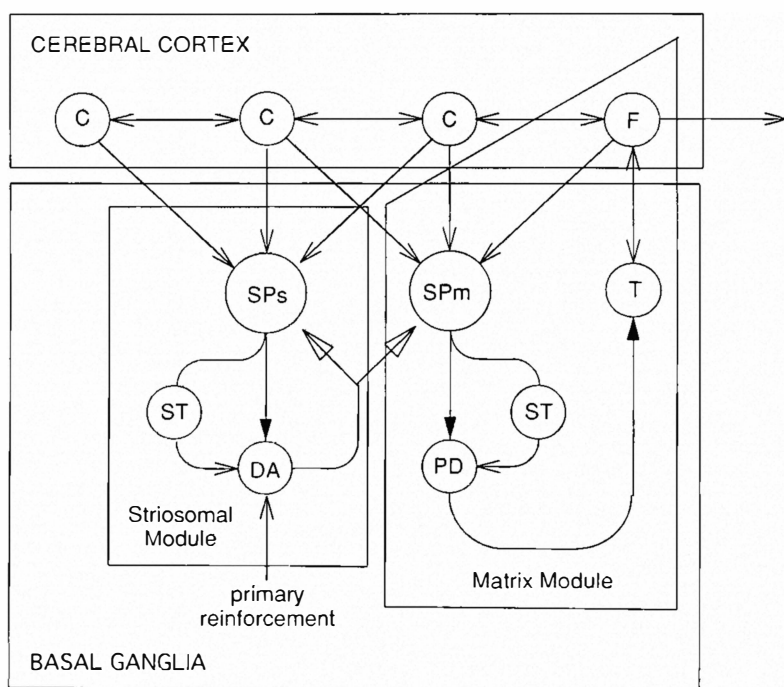 CEREBRAL CORTEX
C
C
C
F
SPs
SPm
T
ST
ST
DA
PD
Striosomal
Module
Matrix Module
primary
reinforcement
BASAL GANGLIA